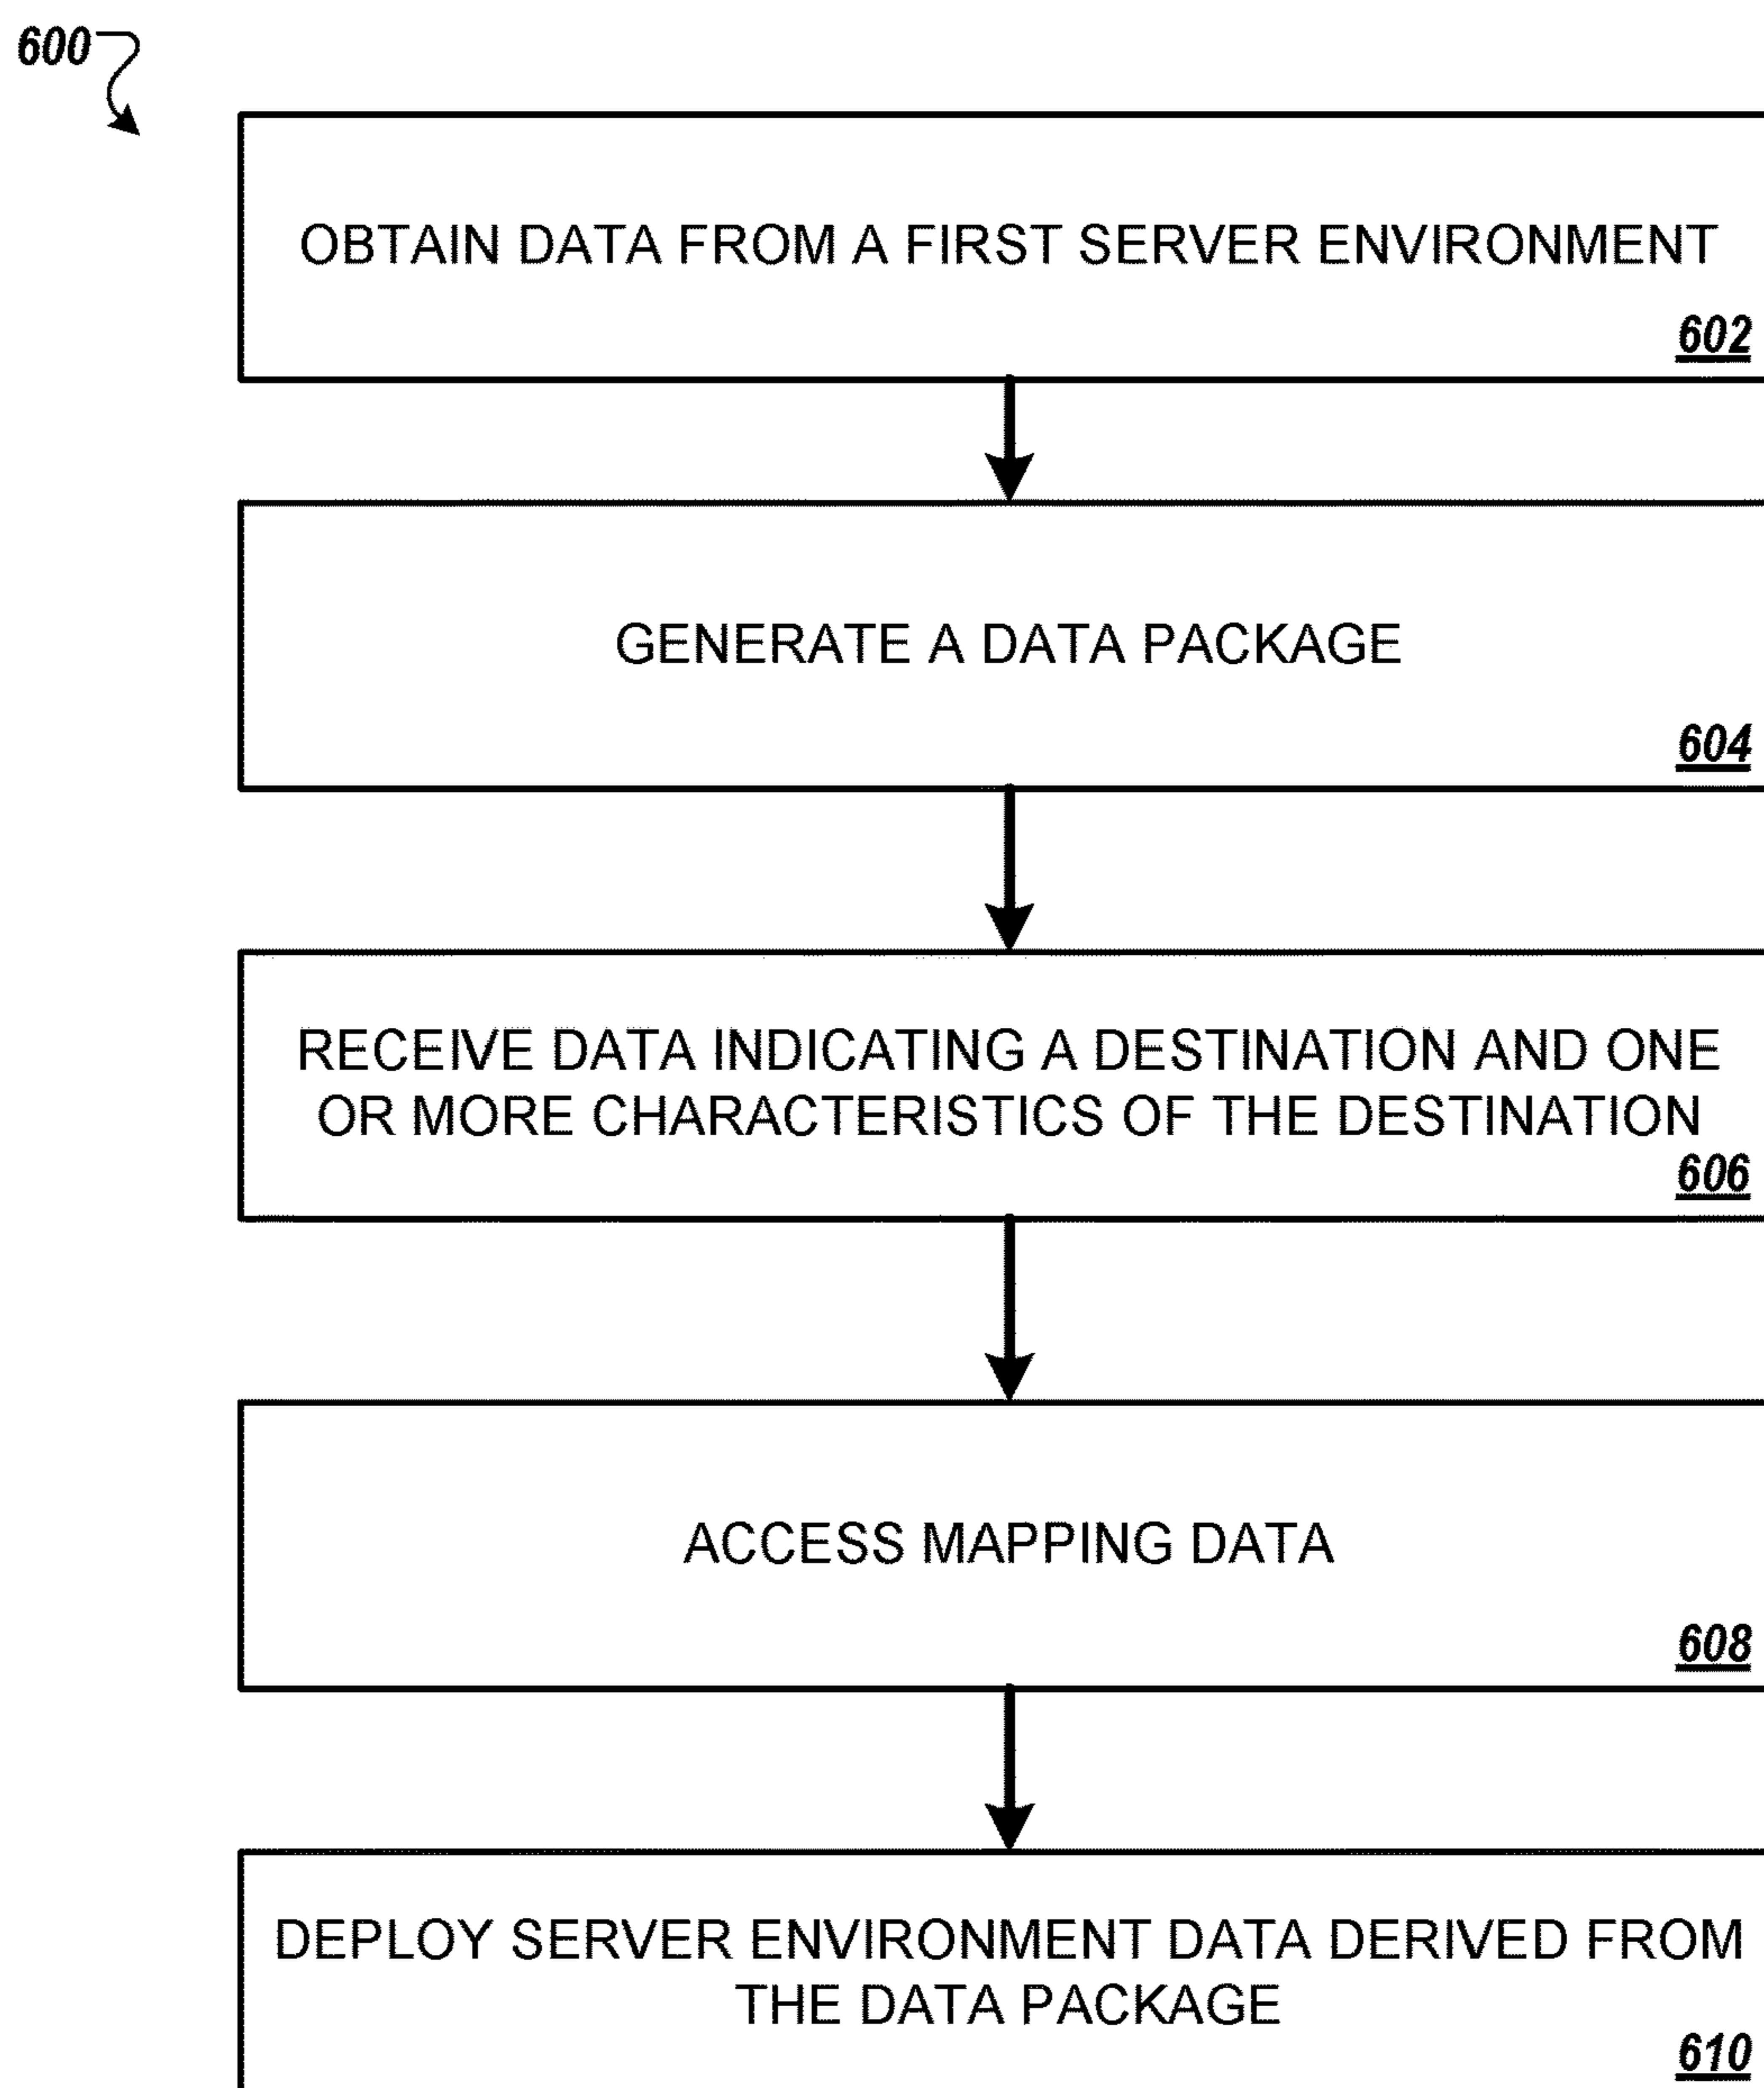 600
OBTAIN DATA FROM A FIRST SERVER ENVIRONMENT
602
GENERATE A DATA PACKAGE
604
RECEIVE DATA INDICATING A DESTINATION AND ONE
OR MORE CHARACTERISTICS OF THE DESTINATION
606
ACCESS MAPPING DATA
608
DEPLOY SERVER ENVIRONMENT DATA DERIVED FROM
THE DATA PACKAGE
610